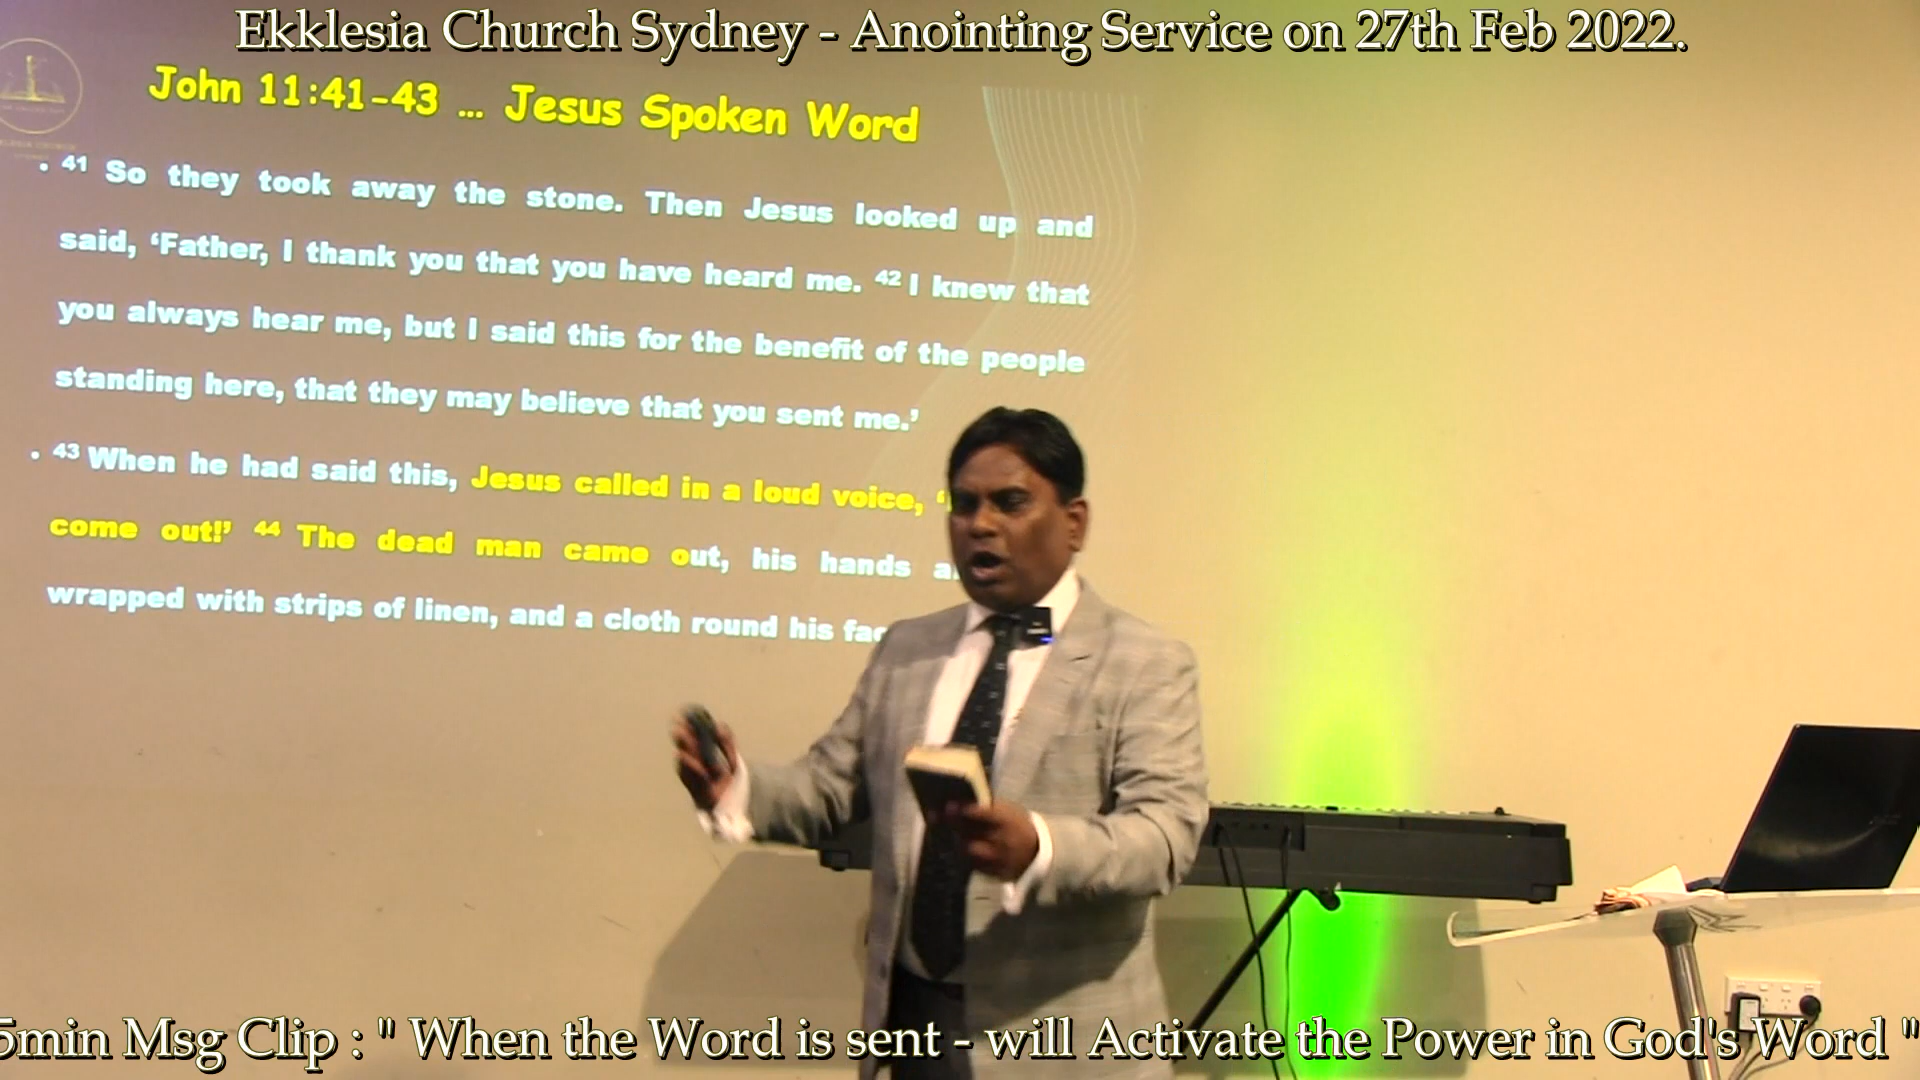 Ekklesia Church Sydney - Anointing Service on 27th Feb 2022.
John 11:41-43 ... Jesus Spoken Word
. 41 So they took away the stone. Then Jesus looked up and
said, ‘Father, I thank you that you have heard me. 42 I knew that
you always hear me, but I said this for the benefit of the people
standing here, that they may believe that you sent me.’
. 43 When he had said this, Jesus called in a loud voice, ‘
come out!’ 44 The dead man came out, his hands
wrapped with strips of linen, and a cloth round his
5min Msg Clip : " When the Word is sent - will Activate the Power in God's Word "